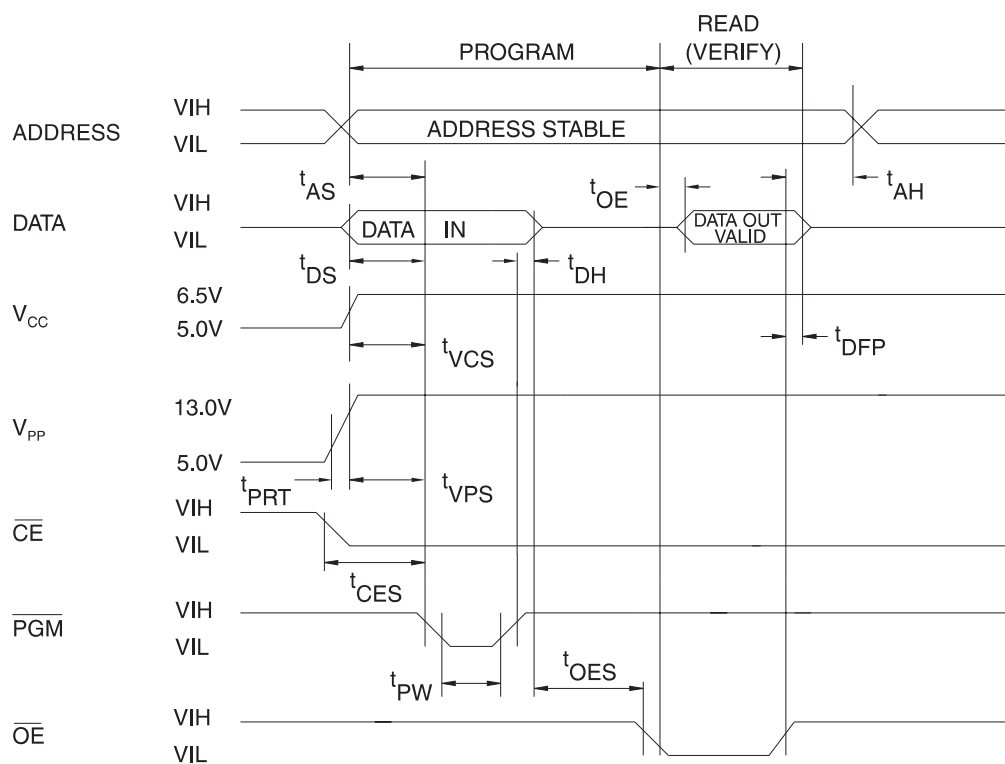 READ
PROGRAM (VERIFY)
VIH
ADDRESS ADDRESS STABLE
VIL
tAS tOE tAH
VIH
DATA DATA IN DATA OUT VALID
VIL
tDS tDH
6.5V
VCC
5.0V
tVCS tDFP
13.0V
VPP
5.0V
tPRT tVPS
VIH
CE
VIL
tCES
VIH
PGM
VIL
tPW tOES
VIH
OE
VIL